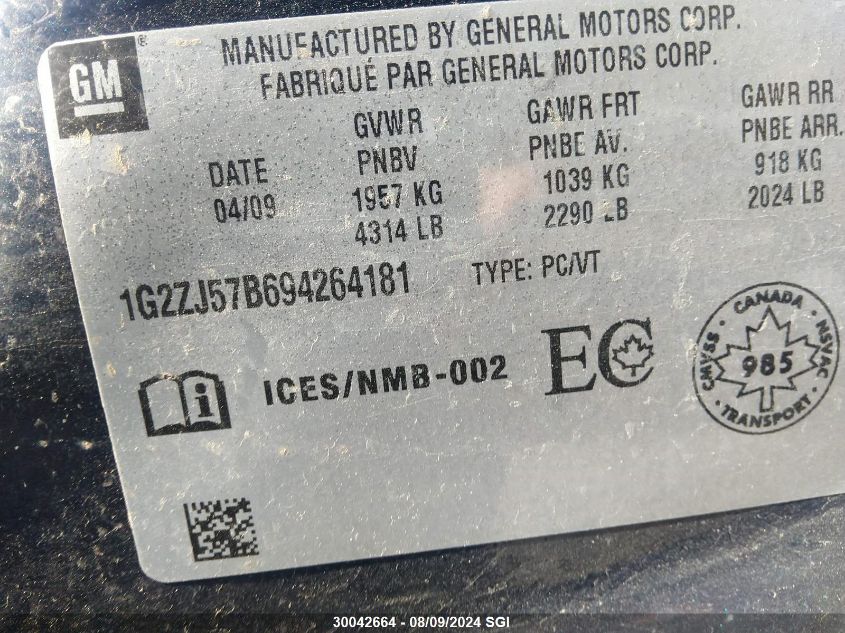 GM®
MANUFACTURED BY GENERAL MOTORS CORP.
FABRIQUÉ PAR GENERAL MOTORS CORP.
DATE
04/09
GVWR
PNBV
1957 KG
4314 LB
GAWR FRT
PNBE AV.
1039 KG
2290 LB
GAWR RR
PNBE ARR.
918 KG
2024 LB
1G2ZJ57B694264181
TYPE: PC/VT
i
ICES/NMB-002
EC
CANADA
CMVSS
985
NSVAC
TRANSPORT
30042664 - 08/09/2024 SGI